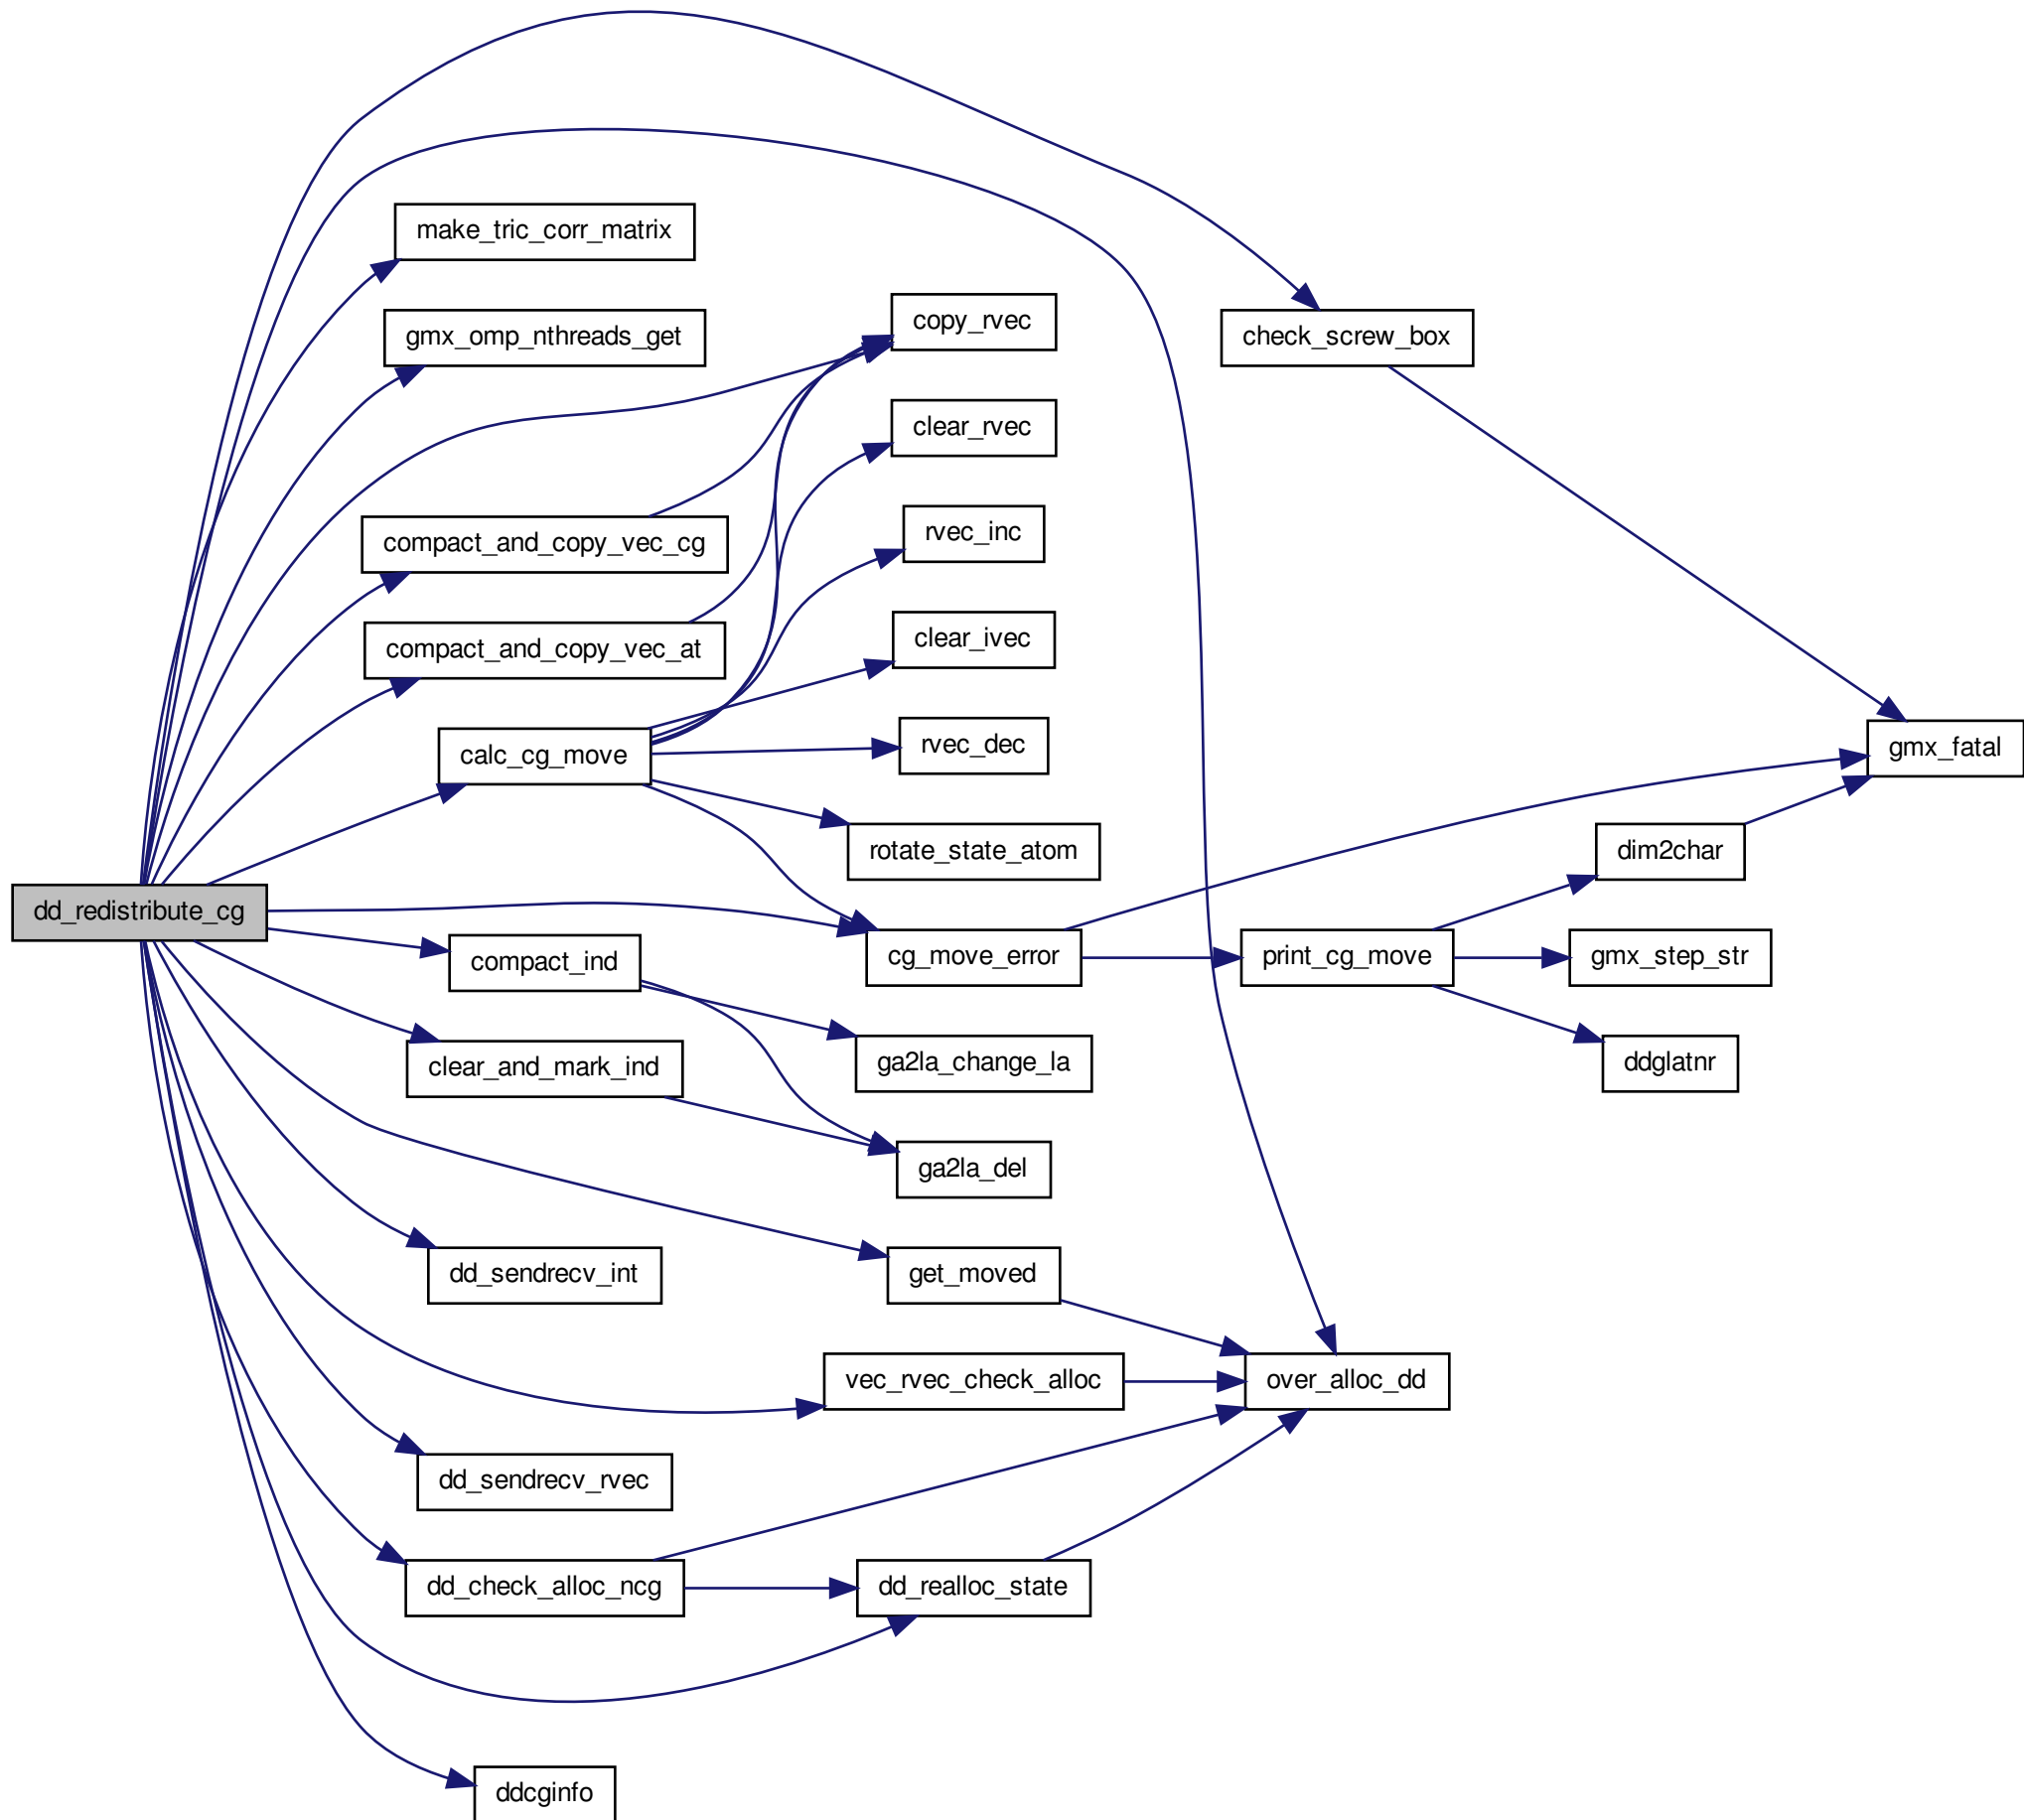 make_tric_corr_matrix
gmx_omp_nthreads_get
copy_rvec
check_screw_box
clear_rvec
compact_and_copy_vec_cg
rvec_inc
compact_and_copy_vec_at
clear_ivec
calc_cg_move
rvec_dec
gmx_fatal
rotate_state_atom
dim2char
dd_redistribute_cg
compact_ind
cg_move_error
print_cg_move
gmx_step_str
clear_and_mark_ind
ga2la_change_la
ddglatnr
ga2la_del
dd_sendrecv_int
get_moved
vec_rvec_check_alloc
over_alloc_dd
dd_sendrecv_rvec
dd_check_alloc_ncg
dd_realloc_state
ddcginfo